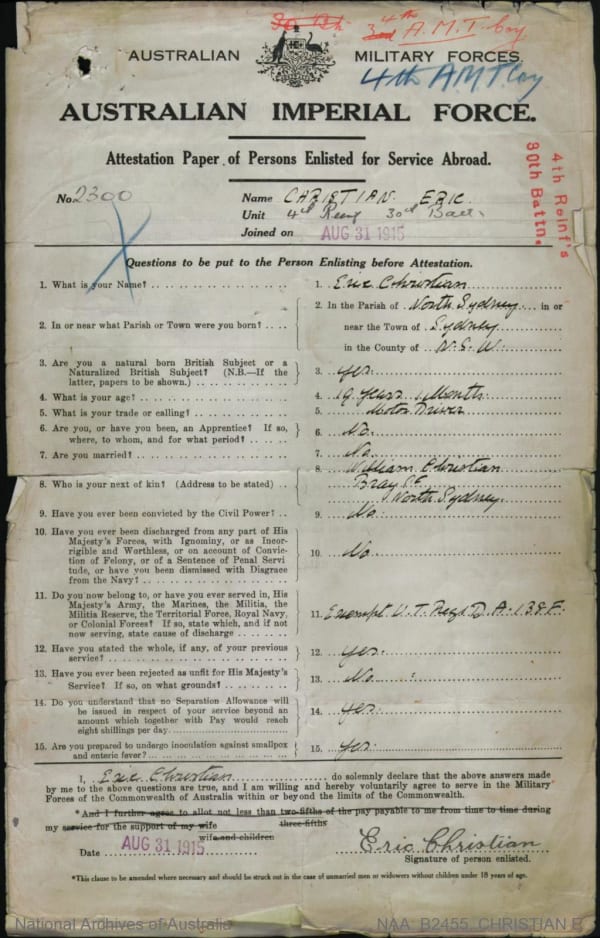 3rd 4th A.M.T. Coy
4th AMT Coy
AUSTRALIAN MILITARY FORCES.
AUSTRALIAN IMPERIAL FORCE.
Attestation Paper of Persons Enlisted for Service Abroad.
4th Reinf's
30th Battn.
No. 2300
Name CHRISTIAN ERIC
Unit 4th Reinf 30th Battn
Joined on AUG 31 1915
Questions to be put to the Person Enlisting before Attestation.
1. What is your Name? 1. Eric Christian
2. In or near what Parish or Town were you born? 2. In the Parish of North Sydney in or
near the Town of Sydney
in the County of N.S.W.
3. Are you a natural born British Subject or a
Naturalized British Subject? (N.B.—If the
latter, papers to be shown.) 3. Yes.
4. What is your age? 4. 19 years Months
5. What is your trade or calling? 5. Motor Driver
6. Are you, or have you been, an Apprentice? If so,
where, to whom, and for what period? 6. No.
7. Are you married? 7. No
8. Who is your next of kin? (Address to be stated) 8. William Christian
Bray St
North Sydney
9. Have you ever been convicted by the Civil Power? 9. No.
10. Have you ever been discharged from any part of His
Majesty's Forces, with Ignominy, or as Incor-
rigible and Worthless, or on account of Convic-
tion of Felony, or of a Sentence of Penal Servi
tude, or have you been dismissed with Disgrace
from the Navy? 10. No
11. Do you now belong to, or have you ever served in, His
Majesty's Army, the Marines, the Militia, the
Militia Reserve, the Territorial Force, Royal Navy,
or Colonial Forces? If so, state which, and if not
now serving, state cause of discharge 11. Exempt U.T. Regs D.A. 138F.
12. Have you stated the whole, if any, of your previous
service? 12. Yes.
13. Have you ever been rejected as unfit for His Majesty's
Service? If so, on what grounds? 13. No
14. Do you understand that no Separation Allowance will
be issued in respect of your service beyond an
amount which together with Pay would reach
eight shillings per day. 14. Yes.
15. Are you prepared to undergo inoculation against smallpox
and enteric fever? 15. Yes.
I, Eric Christian do solemnly declare that the above answers made
by me to the above questions are true, and I am willing and hereby voluntarily agree to serve in the Military
Forces of the Commonwealth of Australia within or beyond the limits of the Commonwealth.
*And I further agree to allot not less than two-fifths of the pay payable to me from time to time during
three-fifths
my service for the support of my wife
wife and children
Date AUG 31 1915
Eric Christian
Signature of person enlisted.
*This clause to be amended where necessary and should be struck out in the case of unmarried men or widowers without children under 18 years of age.
National Archives of Australia
NAA: B2455, CHRISTIAN E